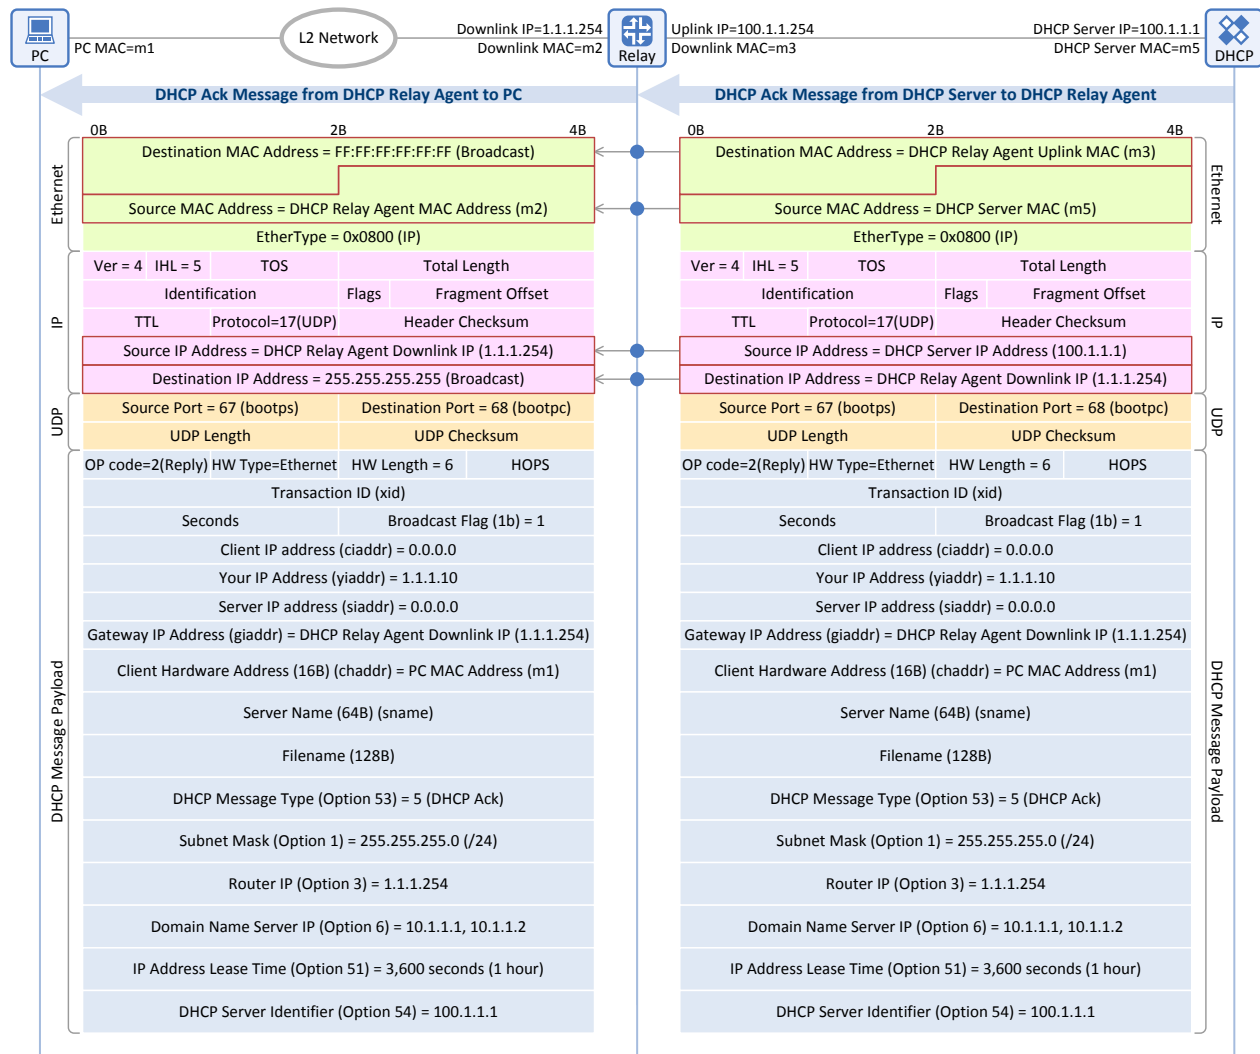 PC
PC MAC=m1
L2 Network
Downlink IP=1.1.1.254
Downlink MAC=m2
Relay
Uplink IP=100.1.1.254
Downlink MAC=m3
DHCP Server IP=100.1.1.1
DHCP Server MAC=m5
DHCP
DHCP Ack Message from DHCP Relay Agent to PC
DHCP Ack Message from DHCP Server to DHCP Relay Agent
0B 2B 4B
Ethernet
Destination MAC Address = FF:FF:FF:FF:FF:FF (Broadcast)
Source MAC Address = DHCP Relay Agent MAC Address (m2)
EtherType = 0x0800 (IP)
IP
Ver = 4 IHL = 5 TOS Total Length
Identification Flags Fragment Offset
TTL Protocol=17(UDP) Header Checksum
Source IP Address = DHCP Relay Agent Downlink IP (1.1.1.254)
Destination IP Address = 255.255.255.255 (Broadcast)
UDP
Source Port = 67 (bootps) Destination Port = 68 (bootpc)
UDP Length UDP Checksum
DHCP Message Payload
OP code=2(Reply) HW Type=Ethernet HW Length = 6 HOPS
Transaction ID (xid)
Seconds Broadcast Flag (1b) = 1
Client IP address (ciaddr) = 0.0.0.0
Your IP Address (yiaddr) = 1.1.1.10
Server IP address (siaddr) = 0.0.0.0
Gateway IP Address (giaddr) = DHCP Relay Agent Downlink IP (1.1.1.254)
Client Hardware Address (16B) (chaddr) = PC MAC Address (m1)
Server Name (64B) (sname)
Filename (128B)
DHCP Message Type (Option 53) = 5 (DHCP Ack)
Subnet Mask (Option 1) = 255.255.255.0 (/24)
Router IP (Option 3) = 1.1.1.254
Domain Name Server IP (Option 6) = 10.1.1.1, 10.1.1.2
IP Address Lease Time (Option 51) = 3,600 seconds (1 hour)
DHCP Server Identifier (Option 54) = 100.1.1.1
0B 2B 4B
Ethernet
Destination MAC Address = DHCP Relay Agent Uplink MAC (m3)
Source MAC Address = DHCP Server MAC (m5)
EtherType = 0x0800 (IP)
IP
Ver = 4 IHL = 5 TOS Total Length
Identification Flags Fragment Offset
TTL Protocol=17(UDP) Header Checksum
Source IP Address = DHCP Server IP Address (100.1.1.1)
Destination IP Address = DHCP Relay Agent Downlink IP (1.1.1.254)
UDP
Source Port = 67 (bootps) Destination Port = 68 (bootpc)
UDP Length UDP Checksum
DHCP Message Payload
OP code=2(Reply) HW Type=Ethernet HW Length = 6 HOPS
Transaction ID (xid)
Seconds Broadcast Flag (1b) = 1
Client IP address (ciaddr) = 0.0.0.0
Your IP Address (yiaddr) = 1.1.1.10
Server IP address (siaddr) = 0.0.0.0
Gateway IP Address (giaddr) = DHCP Relay Agent Downlink IP (1.1.1.254)
Client Hardware Address (16B) (chaddr) = PC MAC Address (m1)
Server Name (64B) (sname)
Filename (128B)
DHCP Message Type (Option 53) = 5 (DHCP Ack)
Subnet Mask (Option 1) = 255.255.255.0 (/24)
Router IP (Option 3) = 1.1.1.254
Domain Name Server IP (Option 6) = 10.1.1.1, 10.1.1.2
IP Address Lease Time (Option 51) = 3,600 seconds (1 hour)
DHCP Server Identifier (Option 54) = 100.1.1.1